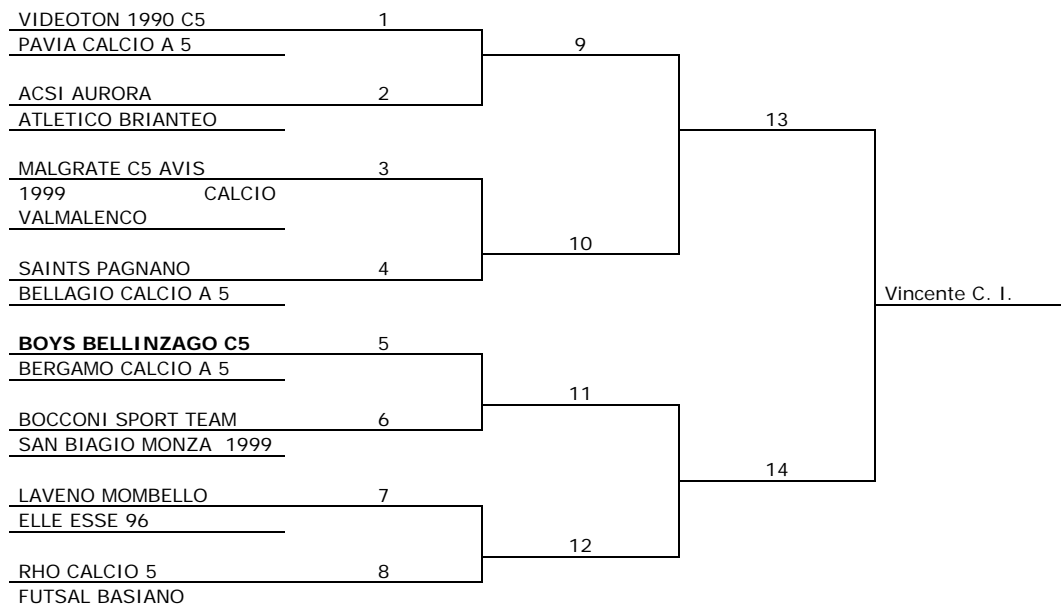 VIDEOTON 1990 C5 1
PAVIA CALCIO A 5 9
ACSI AURORA 2
ATLETICO BRIANTEO 13
MALGRATE C5 AVIS 3
1999 CALCIO
VALMALENCO
10
SAINTS PAGNANO 4
BELLAGIO CALCIO A 5 Vincente C. I.
BOYS BELLINZAGO C5 5
BERGAMO CALCIO A 5
11
BOCCONI SPORT TEAM 6
SAN BIAGIO MONZA 1999
14
LAVENO MOMBELLO 7
ELLE ESSE 96
12
RHO CALCIO 5 8
FUTSAL BASIANO